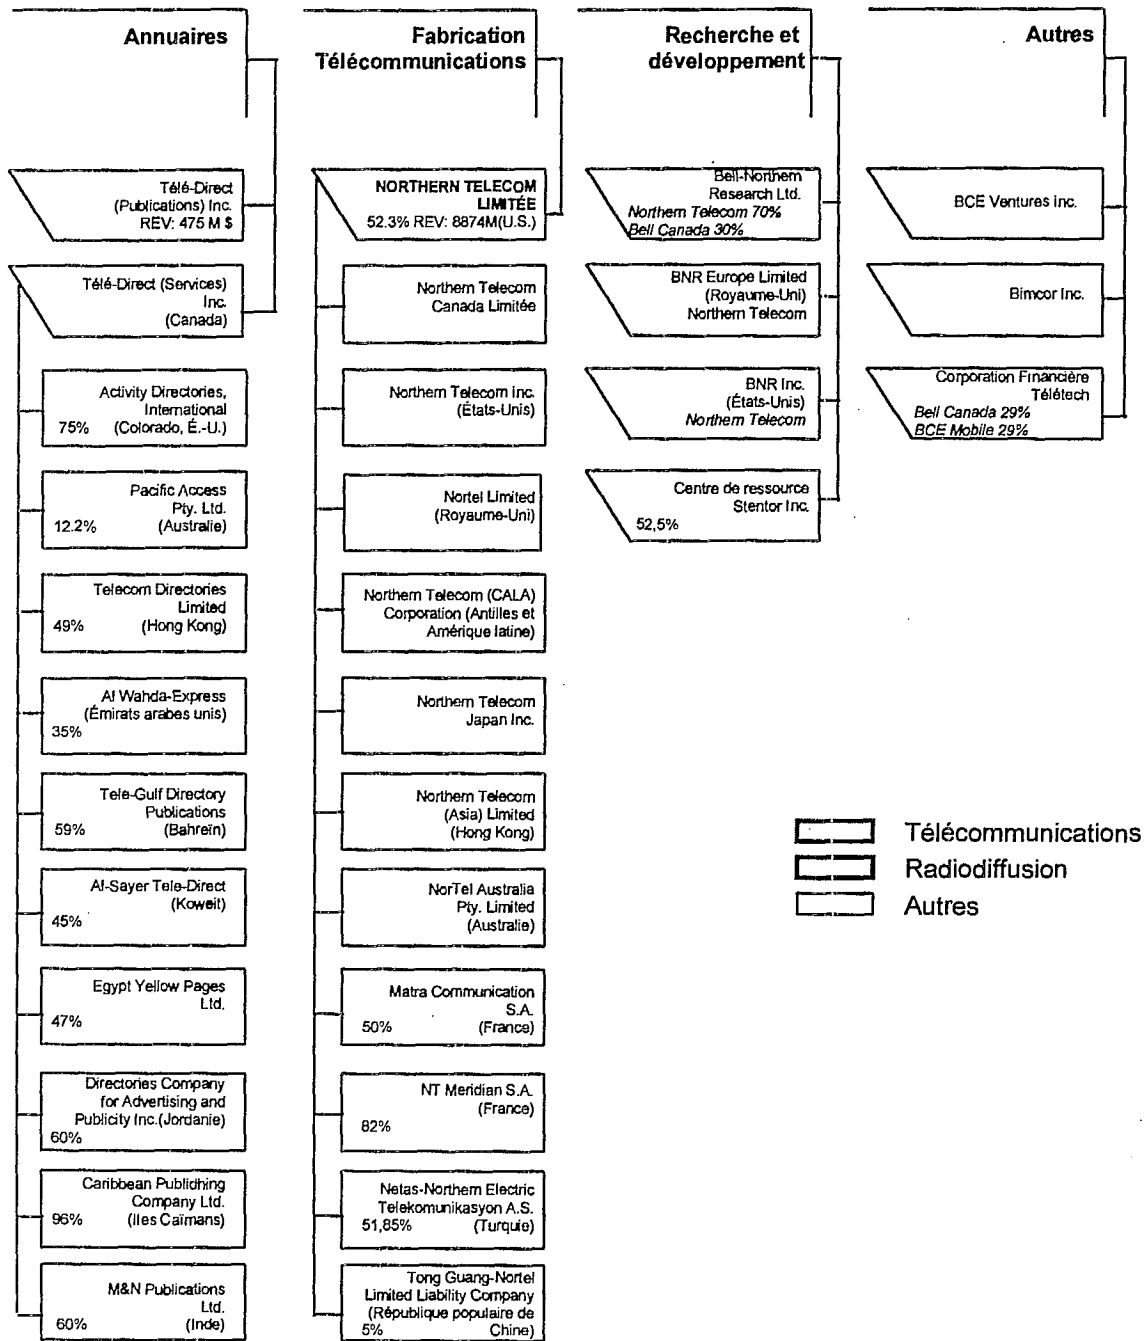 Annuaires
Télé-Direct
(Publications) Inc.
REV: 475 M $
Télé-Direct (Services)
Inc.
(Canada)
Activity Directories,
International
75% (Colorado, É.-U.)
Pacific Access
Pty. Ltd.
12.2% (Australie)
Telecom Directories
Limited
49% (Hong Kong)
Al Wahda-Express
(Émirats arabes unis)
35%
Tele-Gulf Directory
Publications
59% (Bahreïn)
Al-Sayer Tele-Direct
(Koweit)
45%
Egypt Yellow Pages
Ltd.
47%
Directories Company
for Advertising and
Publicity Inc.(Jordanie)
60%
Caribbean Publidhing
Company Ltd.
96% (Iles Caïmans)
M&N Publications
Ltd.
60% (Inde)
Fabrication
Télécommunications
NORTHERN TELECOM
LIMITÉE
52.3% REV: 8874M(U.S.)
Northern Telecom
Canada Limitée
Northern Telecom inc.
(États-Unis)
Nortel Limited
(Royaume-Uni)
Northern Telecom (CALA)
Corporation (Antilles et
Amérique latine)
Northern Telecom
Japan Inc.
Northern Telecom
(Asia) Limited
(Hong Kong)
NorTel Australia
Pty. Limited
(Australie)
Matra Communication
S.A.
50% (France)
NT Meridian S.A.
(France)
82%
Netas-Northern Electric
Telekomunikasyon A.S.
51,85% (Turquie)
Tong Guang-Nortel
Limited Liability Company
(République populaire de
5% Chine)
Recherche et
développement
Bell-Northern
Research Ltd.
Northern Telecom 70%
Bell Canada 30%
BNR Europe Limited
(Royaume-Uni)
Northern Telecom
BNR Inc.
(États-Unis)
Northern Telecom
Centre de ressource
Stentor Inc.
52,5%
Autres
BCE Ventures inc.
Bimcor Inc.
Corporation Financière
Télétech
Bell Canada 29%
BCE Mobile 29%
Télécommunications
Radiodiffusion
Autres